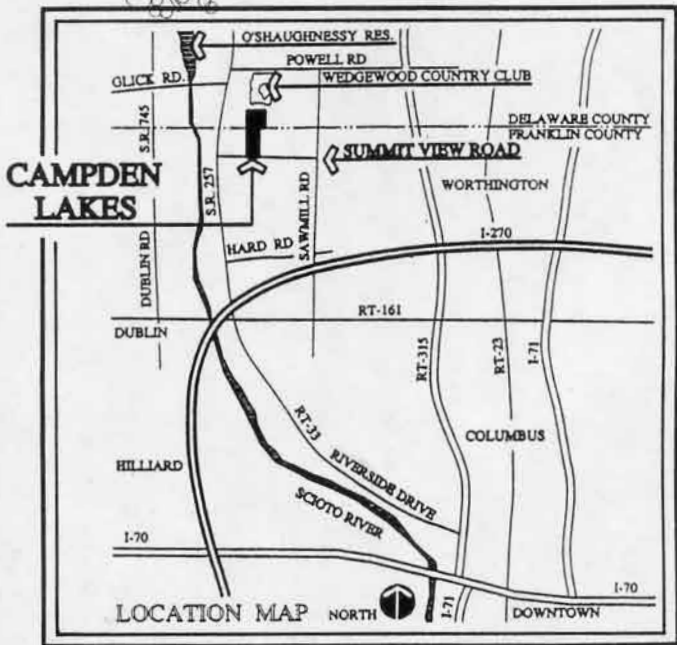 O'SHAUGHNESSY RES.
POWELL RD
GLICK RD.
WEDGEWOOD COUNTRY CLUB
S.R. 745
DELAWARE COUNTY
FRANKLIN COUNTY
SUMMIT VIEW ROAD
CAMPDEN
LAKES
S.R. 257
WORTHINGTON
SAWMILL RD
HARD RD
I-270
DUBLIN RD
RT-161
DUBLIN
RT-315
RT-23
I-71
RT-33
COLUMBUS
RIVERSIDE DRIVE
HILLIARD
SCIOTO RIVER
I-70
I-70
I-71
LOCATION MAP
NORTH
DOWNTOWN